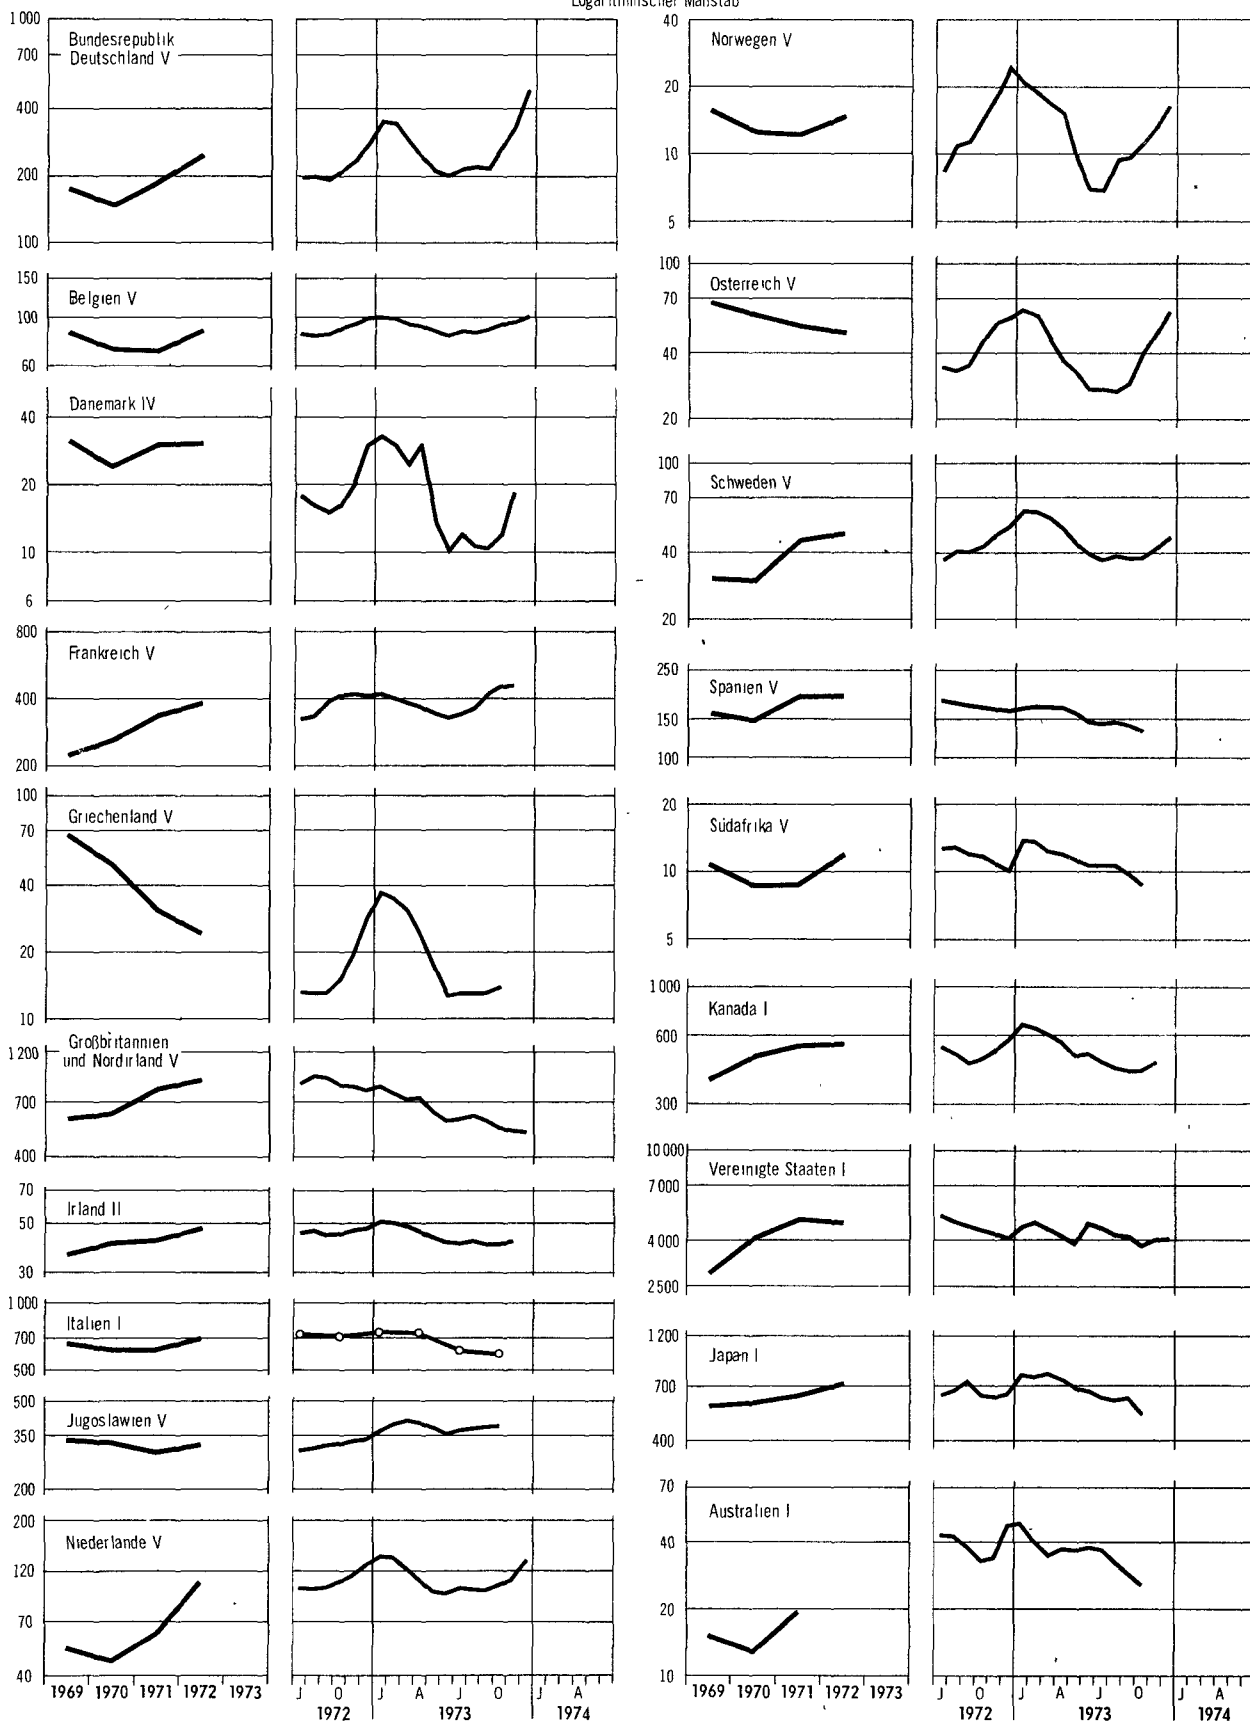 Logarithmischer Maßstab
1 000
700
400
200
100
Bundesrepublik
Deutschland V
150
100
60
Belgien V
40
20
10
6
Danemark IV
800
400
200
Frankreich V
100
70
40
20
10
Griechenland V
1 200
700
400
Großbritannien
und Nordirland V
70
50
30
Irland II
1 000
700
500
Italien I
500
350
200
Jugoslawien V
200
120
70
40
Niederlande V
1969 1970 1971 1972 1973
J O J A J O J A
1972 1973 1974
40
20
10
5
Norwegen V
100
70
40
20
Osterreich V
100
70
40
20
Schweden V
250
150
100
Spanien V
20
10
5
Sudafrika V
1 000
600
300
Kanada I
10 000
7 000
4 000
2 500
Vereinigte Staaten I
1 200
700
400
Japan I
70
40
20
10
Australien I
1969 1970 1971 1972 1973
J O J A J O J A
1972 1973 1974